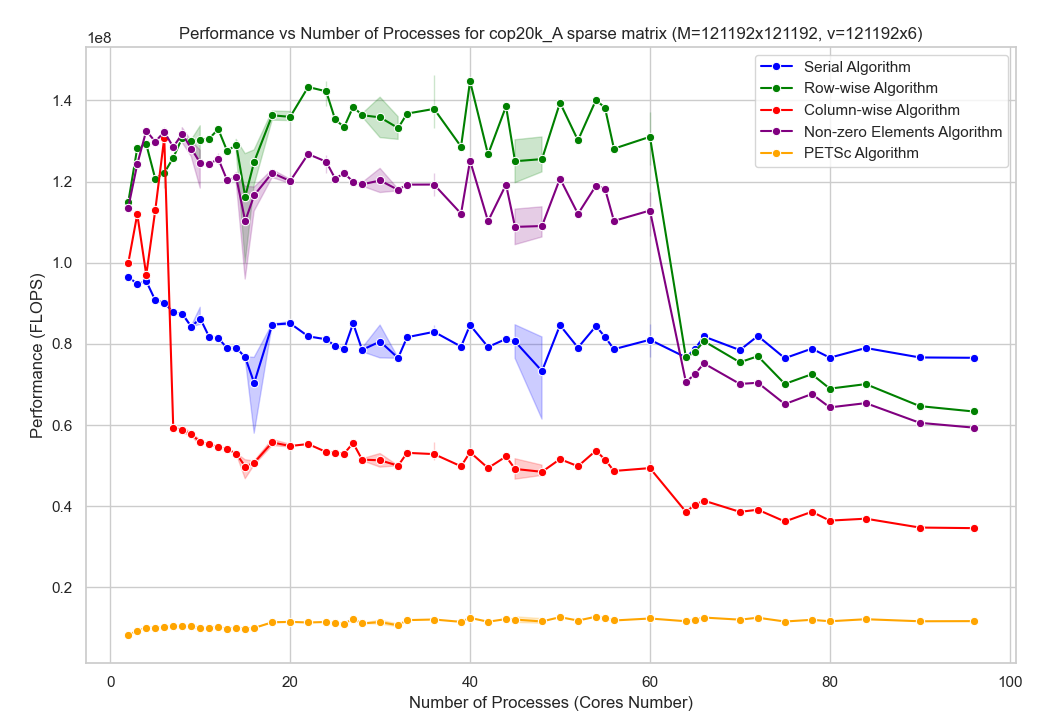 Performance vs Number of Processes for cop20k_A sparse matrix (M=121192x121192, v=121192x6)
1e8
Serial Algorithm
Row-wise Algorithm
Column-wise Algorithm
Non-zero Elements Algorithm
PETSc Algorithm
Performance (FLOPS)
1.4
1.2
1.0
0.8
0.6
0.4
0.2
0 20 40 60 80 100
Number of Processes (Cores Number)